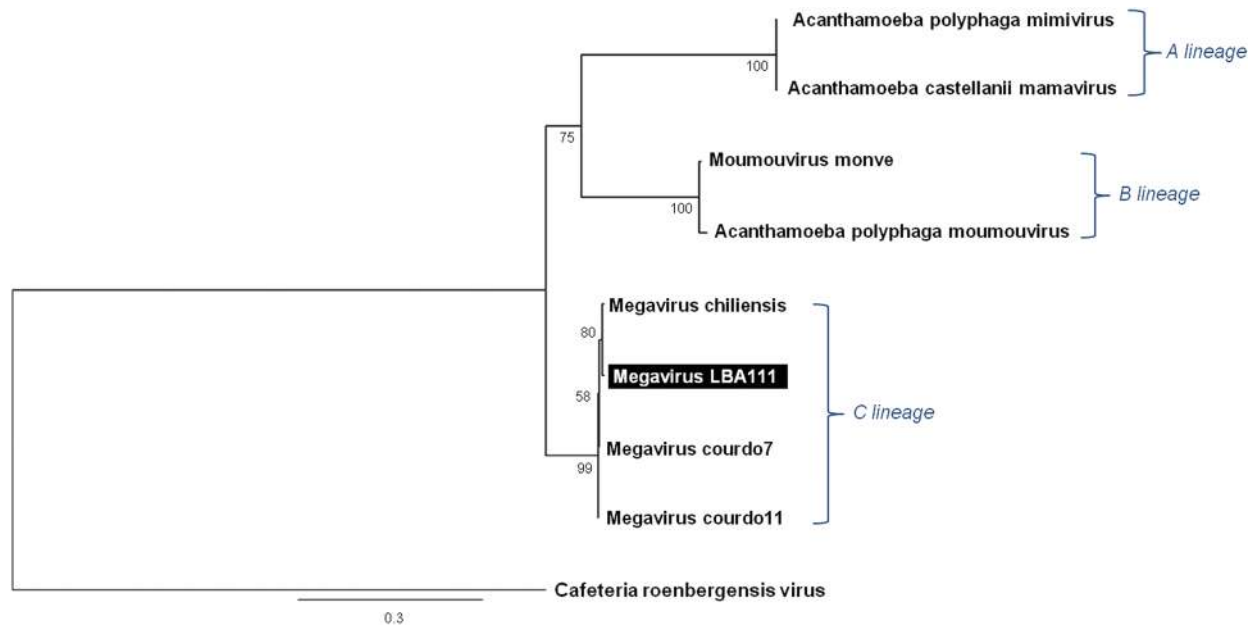 Acanthamoeba polyphaga mimivirus
A lineage
100
Acanthamoeba castellanii mamavirus
75
Moumouvirus monve
B lineage
100
Acanthamoeba polyphaga moumouvirus
Megavirus chiliensis
80
Megavirus LBA111
58
C lineage
Megavirus courdo7
99
Megavirus courdo11
Cafeteria roenbergensis virus
0.3